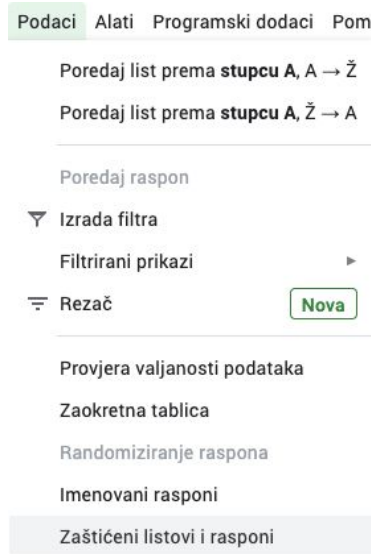 Podaci Alati Programski dodaci Pom
Poredaj list prema stupcu A, A → Ž
Poredaj list prema stupcu A, Ž → A
Poredaj raspon
Izrada filtra
Filtrirani prikazi
Rezač Nova
Provjera valjanosti podataka
Zaokretna tablica
Randomiziranje raspona
Imenovani rasponi
Zaštićeni listovi i rasponi